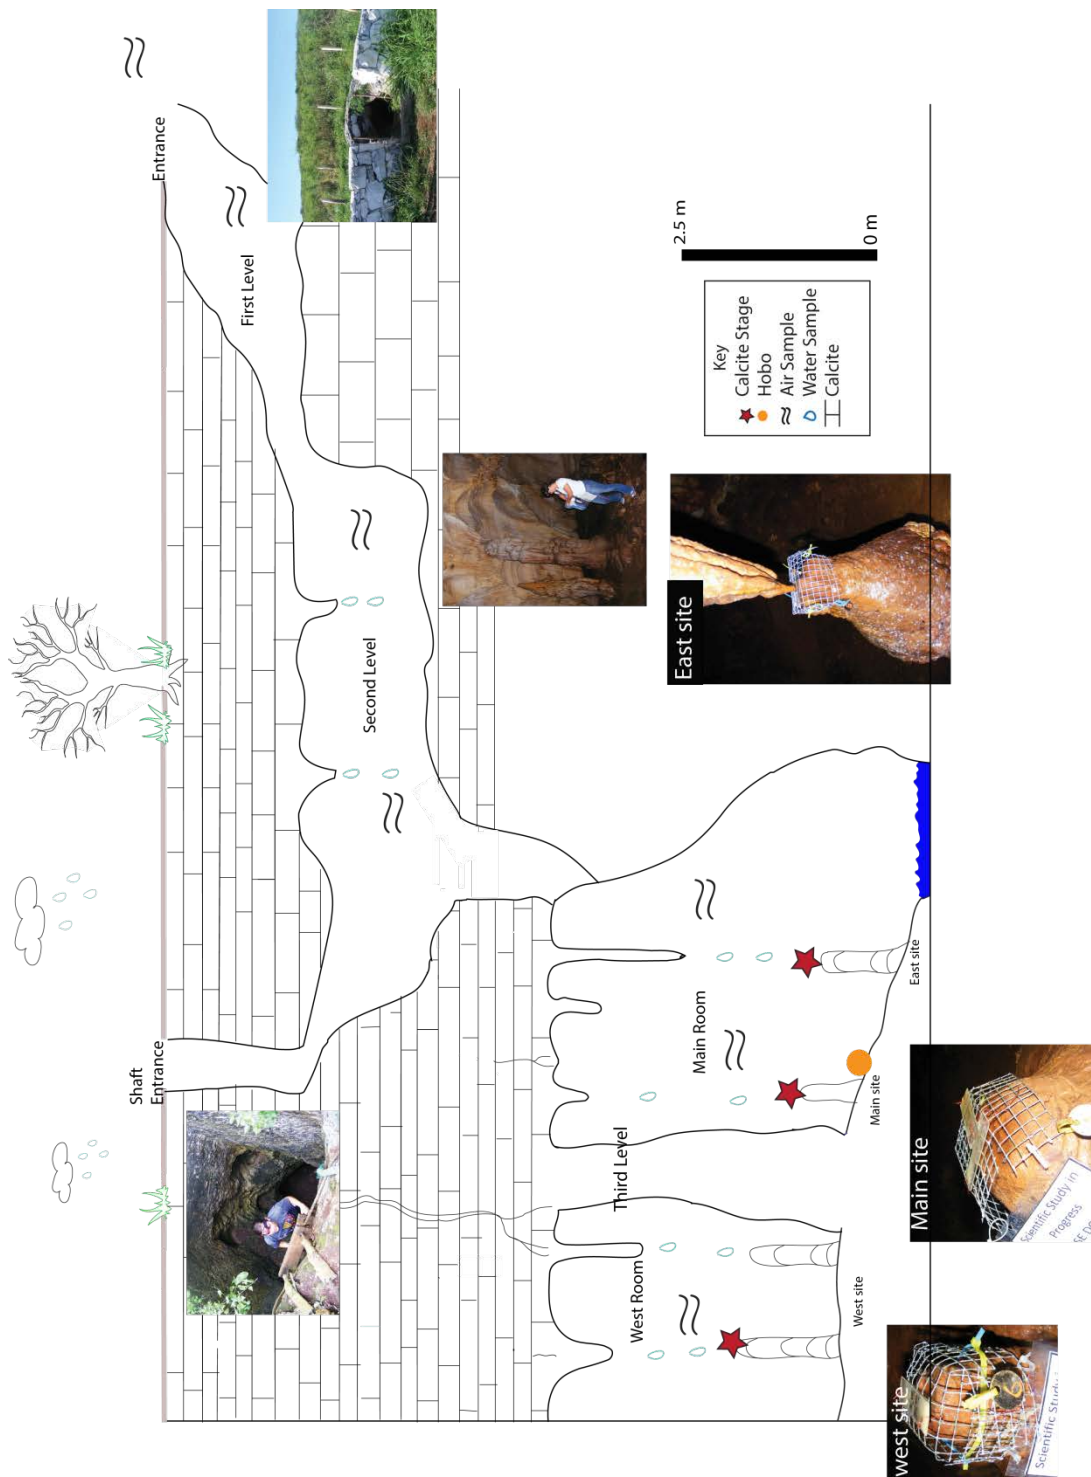 Shaft
Entrance
Entrance
First Level
Second Level
Third Level
West Room
Main Room
West site
Main site
East site
2.5 m
0 m
Key
Calcite Stage
Hobo
Air Sample
Water Sample
Calcite
East site
Main site
Scientific Study in
Progress
west site
Scientific Study